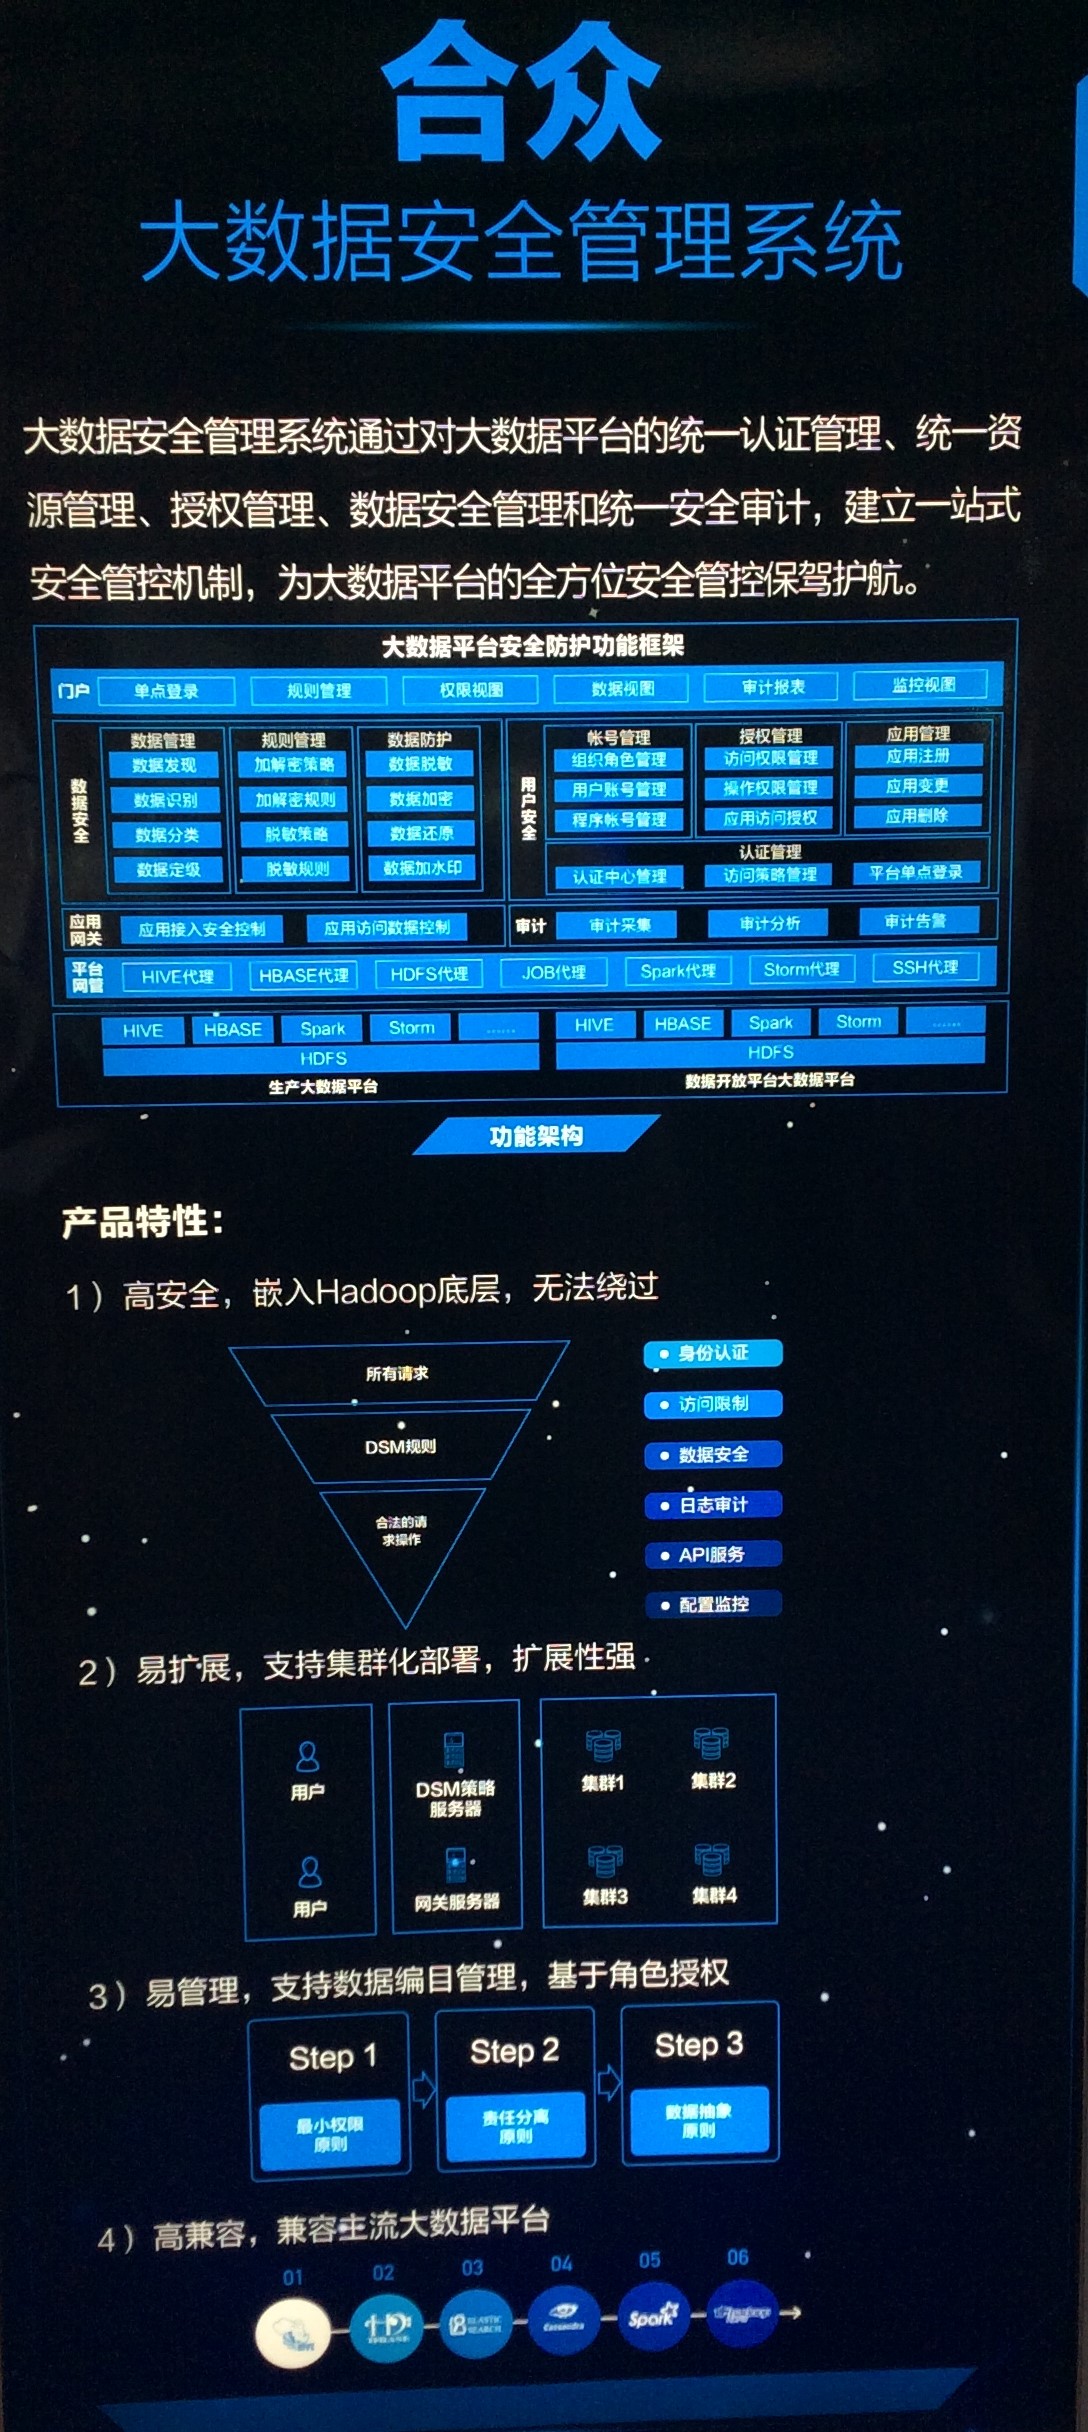 合众
大数据安全管理系统
大数据安全管理系统通过对大数据平台的统一认证管理、统一资
源管理、授权管理、数据安全管理和统一安全审计，建立一站式
安全管控机制，为大数据平台的全方位安全管控保驾护航。
大数据平台安全防护功能框架
门户 单点登录 规则管理 权限视图 数据视图 审计报表 监控视图
数据安全
数据管理 规则管理 数据防护
数据发现 加解密策略 数据脱敏
数据识别 加解密规则 数据加密
数据分类 脱敏策略 数据还原
数据定级 脱敏规则 数据加水印
用户安全
帐号管理 授权管理 应用管理
组织角色管理 访问权限管理 应用注册
用户账号管理 操作权限管理 应用变更
程序帐号管理 应用访问授权 应用删除
认证管理
认证中心管理 访问策略管理 平台单点登录
应用
网关
应用接入安全控制 应用访问数据控制
审计 审计采集 审计分析 审计告警
平台
网管
HIVE代理 HBASE代理 HDFS代理 JOB代理 Spark代理 Storm代理 SSH代理
HIVE HBASE Spark Storm ......
HDFS
生产大数据平台
HIVE HBASE Spark Storm ......
HDFS
数据开放平台大数据平台
功能架构
产品特性：
1）高安全，嵌入Hadoop底层，无法绕过
所有请求
DSM规则
合法的请
求操作
• 身份认证
• 访问限制
• 数据安全
• 日志审计
• API服务
• 配置监控
2）易扩展，支持集群化部署，扩展性强
用户
用户
DSM策略
服务器
网关服务器
集群1 集群2
集群3 集群4
3）易管理，支持数据编目管理，基于角色授权
Step 1 Step 2 Step 3
最小权限
原则
责任分离
原则
数据抽象
原则
4）高兼容，兼容主流大数据平台
01 02 03 04 05 06
ELASTIC
SEARCH
Cassandra
Spark